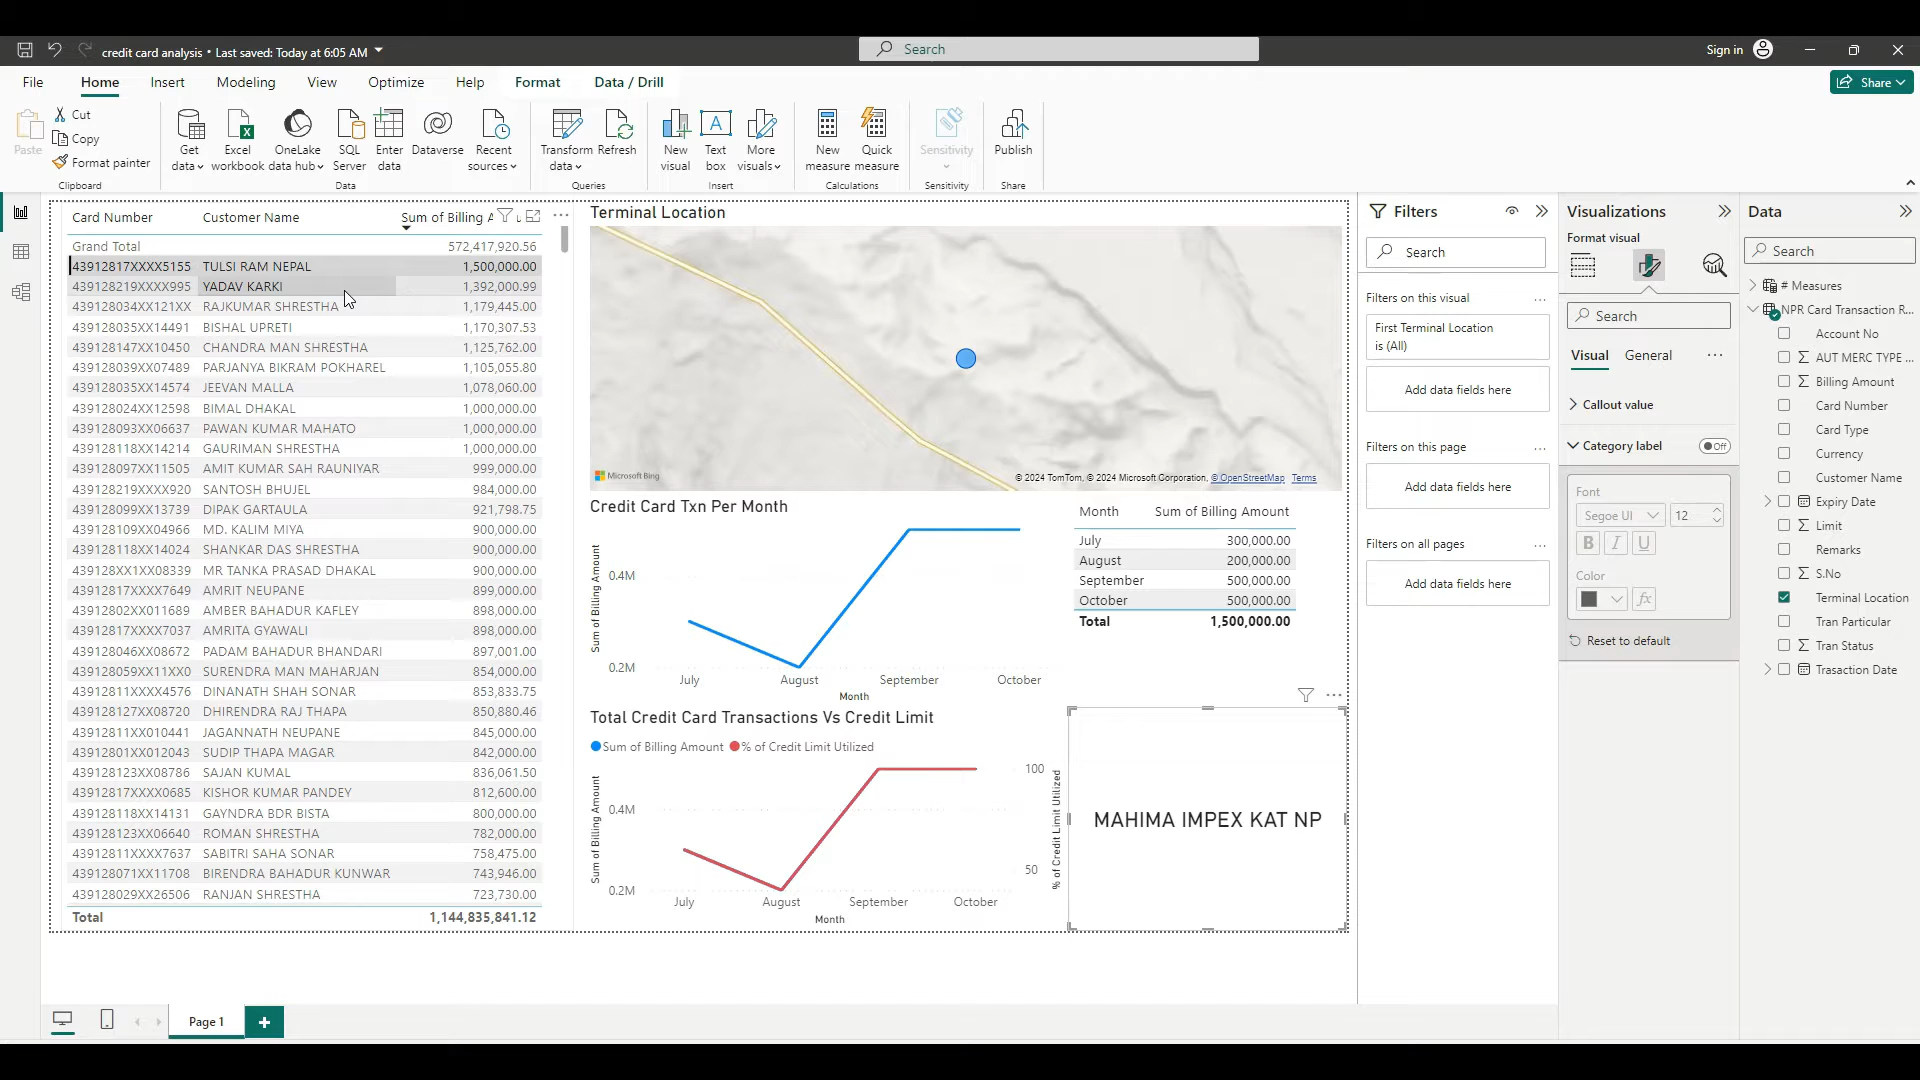 credit card analysis • Last saved: Today at 6:05 AM
Search
Sign in
File
Home
Insert
Modeling
View
Optimize
Help
Format
Data / Drill
Share
Paste
Cut
Copy
Format painter
Clipboard
Get data
Excel workbook
OneLake data hub
SQL Server
Enter data
Dataverse
Recent sources
Data
Transform data
Refresh
Queries
New visual
Text box
More visuals
Insert
New measure
Quick measure
Calculations
Sensitivity
Sensitivity
Publish
Share
Card Number Customer Name Sum of Billing A
Grand Total 572,417,920.56
43912817XXXX5155 TULSI RAM NEPAL 1,500,000.00
439128219XXXX995 YADAV KARKI 1,392,000.99
439128034XX121XX RAJKUMAR SHRESTHA 1,179,445.00
439128035XX14491 BISHAL UPRETI 1,170,307.53
439128147XX10450 CHANDRA MAN SHRESTHA 1,125,762.00
439128039XX07489 PARJANYA BIKRAM POKHAREL 1,105,055.80
439128035XX14574 JEEVAN MALLA 1,078,060.00
439128024XX12598 BIMAL DHAKAL 1,000,000.00
439128093XX06637 PAWAN KUMAR MAHATO 1,000,000.00
439128118XX14214 GAURIMAN SHRESTHA 1,000,000.00
439128097XX11505 AMIT KUMAR SAH RAUNIYAR 999,000.00
439128219XXXX920 SANTOSH BHUJEL 984,000.00
439128099XX13739 DIPAK GARTAULA 921,798.75
439128109XX04966 MD. KALIM MIYA 900,000.00
439128118XX14024 SHANKAR DAS SHRESTHA 900,000.00
439128XX1XX08339 MR TANKA PRASAD DHAKAL 900,000.00
43912817XXXX7649 AMRIT NEUPANE 899,000.00
43912802XX011689 AMBER BAHADUR KAFLEY 898,000.00
43912817XXXX7037 AMRITA GYAWALI 898,000.00
439128046XX08672 PADAM BAHADUR BHANDARI 897,001.00
439128059XX11XX0 SURENDRA MAN MAHARJAN 854,000.00
43912811XXXX4576 DINANATH SHAH SONAR 853,833.75
439128127XX08720 DHIRENDRA RAJ THAPA 850,880.46
43912811XX010441 JAGANNATH NEUPANE 845,000.00
43912801XX012043 SUDIP THAPA MAGAR 842,000.00
439128123XX08786 SAJAN KUMAL 836,061.50
43912817XXXX0685 KISHOR KUMAR PANDEY 812,600.00
439128118XX14131 GAYNDRA BDR BISTA 800,000.00
439128123XX06640 ROMAN SHRESTHA 782,000.00
43912811XXXX7637 SABITRI SAHA SONAR 758,475.00
439128071XX11708 BIRENDRA BAHADUR KUNWAR 743,946.00
439128029XX26506 RANJAN SHRESTHA 723,730.00
Total 1,144,835,841.12
Terminal Location
Microsoft Bing
© 2024 TomTom, © 2024 Microsoft Corporation, © OpenStreetMap Terms
Credit Card Txn Per Month
Sum of Billing Amount
0.4M
0.2M
July August September October
Month
Month Sum of Billing Amount
July 300,000.00
August 200,000.00
September 500,000.00
October 500,000.00
Total 1,500,000.00
Total Credit Card Transactions Vs Credit Limit
Sum of Billing Amount % of Credit Limit Utilized
Sum of Billing Amount
0.4M
0.2M
100
50
% of Credit Limit Utilized
July August September October
Month
MAHIMA IMPEX KAT NP
Filters
Search
Filters on this visual
First Terminal Location
is (All)
Add data fields here
Filters on this page
Add data fields here
Filters on all pages
Add data fields here
Visualizations
Format visual
Search
Visual General
Callout value
Category label Off
Font
Segoe UI 12
B I U
Color
fx
Reset to default
Data
Search
# Measures
NPR Card Transaction R...
Account No
AUT MERC TYPE ...
Billing Amount
Card Number
Card Type
Currency
Customer Name
Expiry Date
Limit
Remarks
S.No
Terminal Location
Tran Particular
Tran Status
Trasaction Date
Page 1